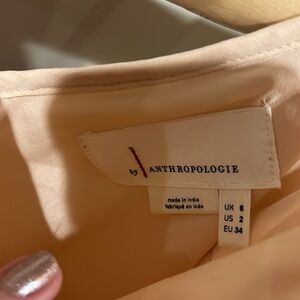 by ANTHROPOLOGIE
made in india
fabriqué en inde
UK 6
US 2
EU 34